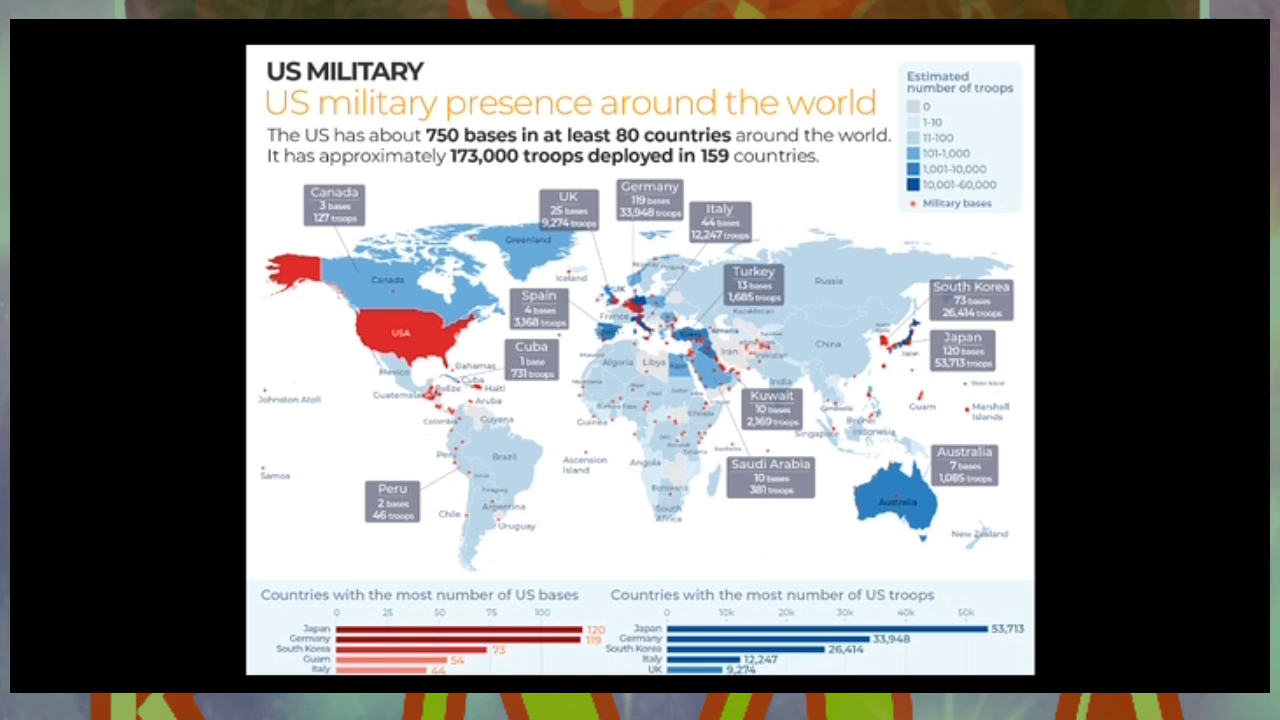 US MILITARY
US military presence around the world
The US has about 750 bases in at least 80 countries around the world.
It has approximately 173,000 troops deployed in 159 countries.
Estimated
number of troops
0
1-10
11-100
101-1,000
1,001-10,000
10,001-60,000
Military bases
Canada
3 bases
127 troops
UK
25 bases
9,274 troops
Germany
119 bases
33,948 troops
Italy
44 bases
12,247 troops
Turkey
13 bases
1,685 troops
Spain
4 bases
3,168 troops
South Korea
73 bases
26,414 troops
Japan
120 bases
53,713 troops
Cuba
1 base
731 troops
Kuwait
10 bases
2,169 troops
Saudi Arabia
10 bases
381 troops
Australia
7 bases
1,085 troops
Peru
2 bases
46 troops
Greenland
Canada
Iceland
UK
France
Russia
Kazakhstan
USA
China
Japan
Iran
India
Algeria
Libya
Mexico
Bahamas
Cuba
Haiti
Belize
Guatemala
Aruba
Colombia
Guyana
Guinea
Johnston Atoll
Samoa
Peru
Brazil
Ascension
Island
Angola
Botswana
South
Africa
Chile
Argentina
Uruguay
Singapore
Brunei
Indonesia
Guam
Marshall
Islands
Australia
New Zealand
Countries with the most number of US bases
0 25 50 75 100
Japan 120
Germany 119
South Korea 73
Guam 54
Italy 44
Countries with the most number of US troops
0 10k 20k 30k 40k 50k
Japan 53,713
Germany 33,948
South Korea 26,414
Italy 12,247
UK 9,274